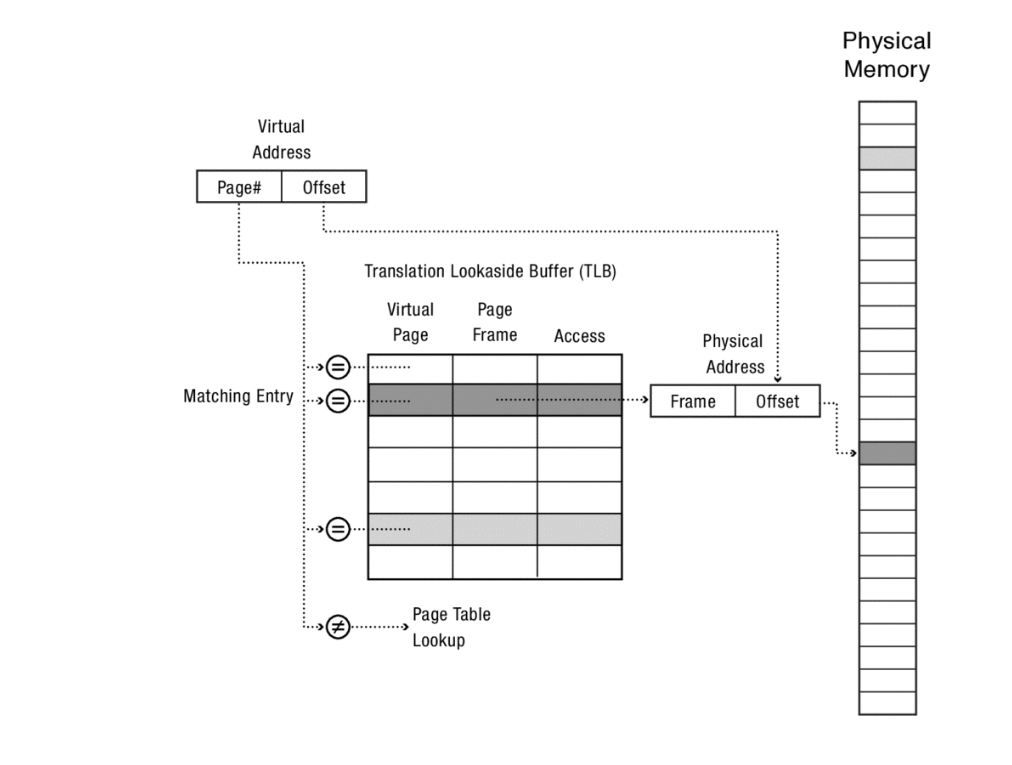 Physical
Memory
Virtual
Address
Page#
Offset
Translation Lookaside Buffer (TLB)
Virtual
Page
Page
Frame
Access
Physical
Address
Matching Entry
=
=
Frame
Offset
=
≠
Page Table
Lookup